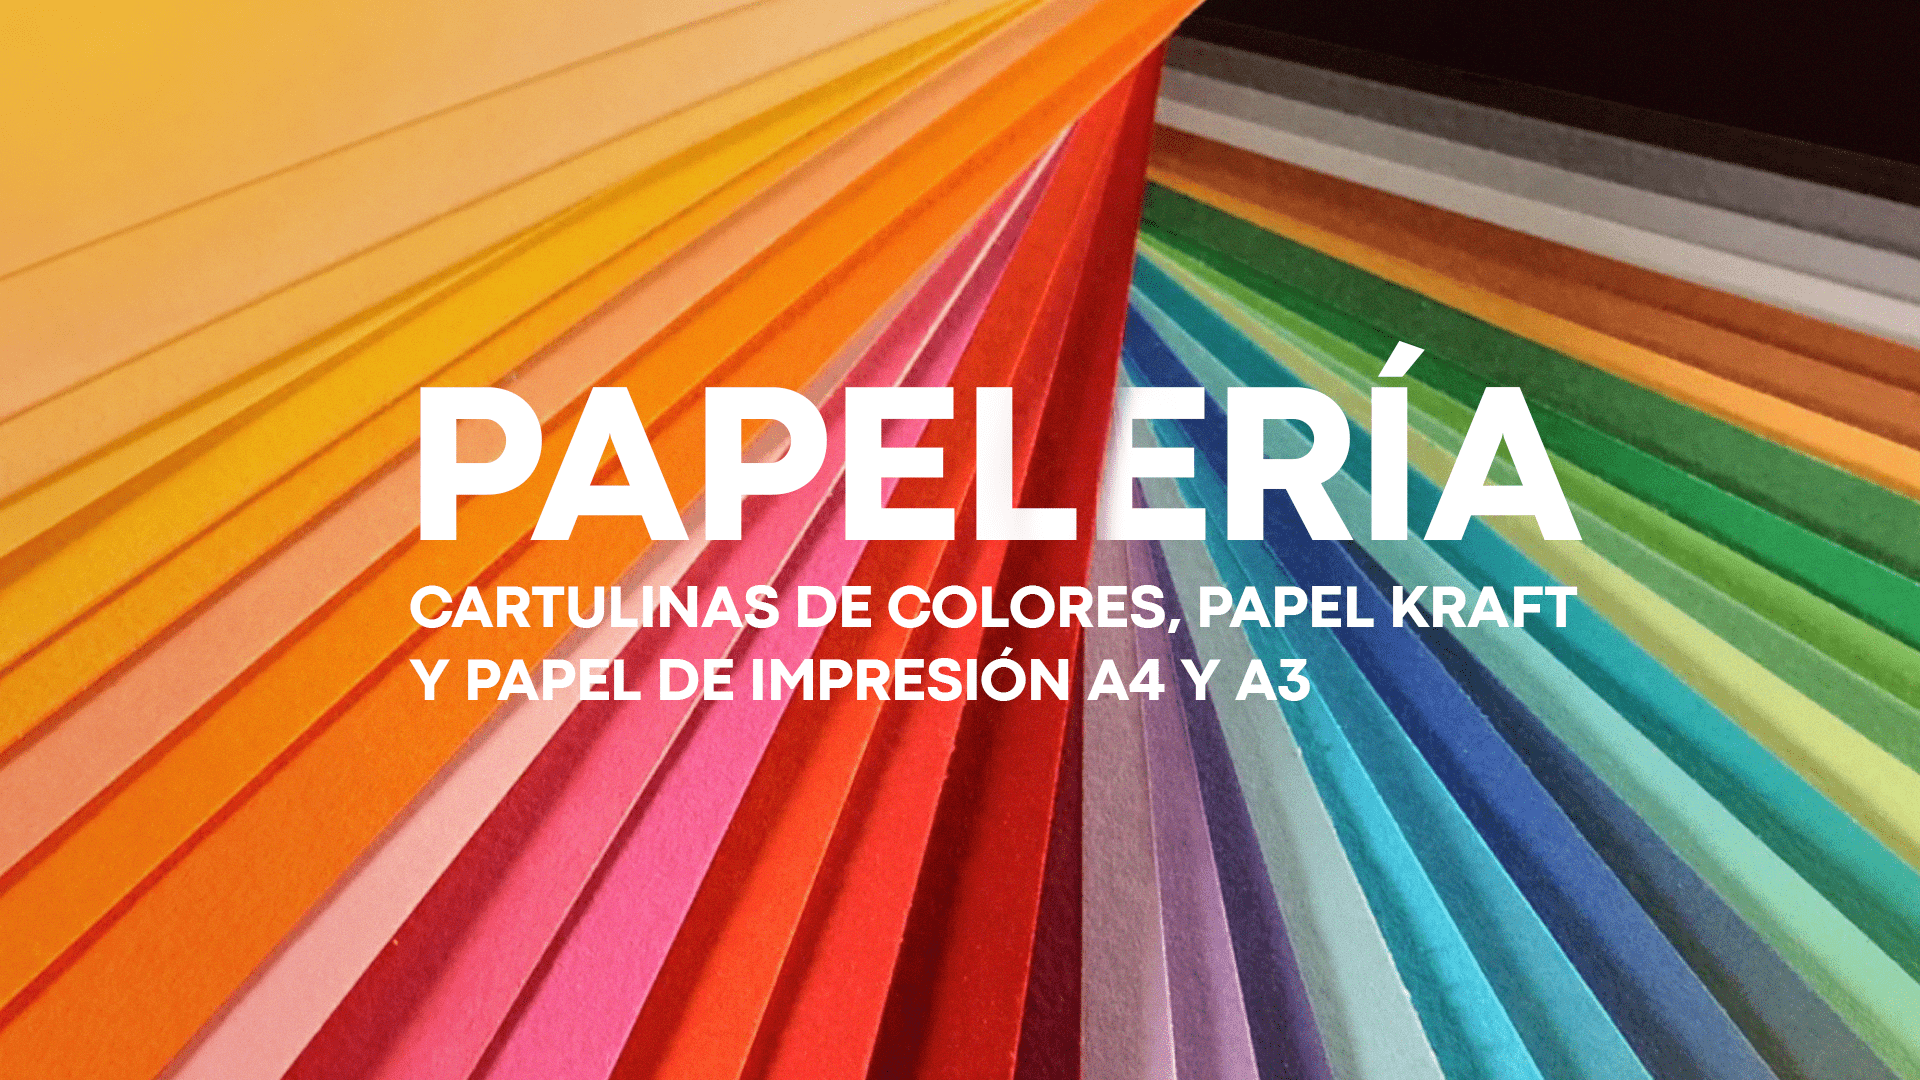 PAPELERÍA
CARTULINAS DE COLORES, PAPEL KRAFT
Y PAPEL DE IMPRESIÓN A4 Y A3